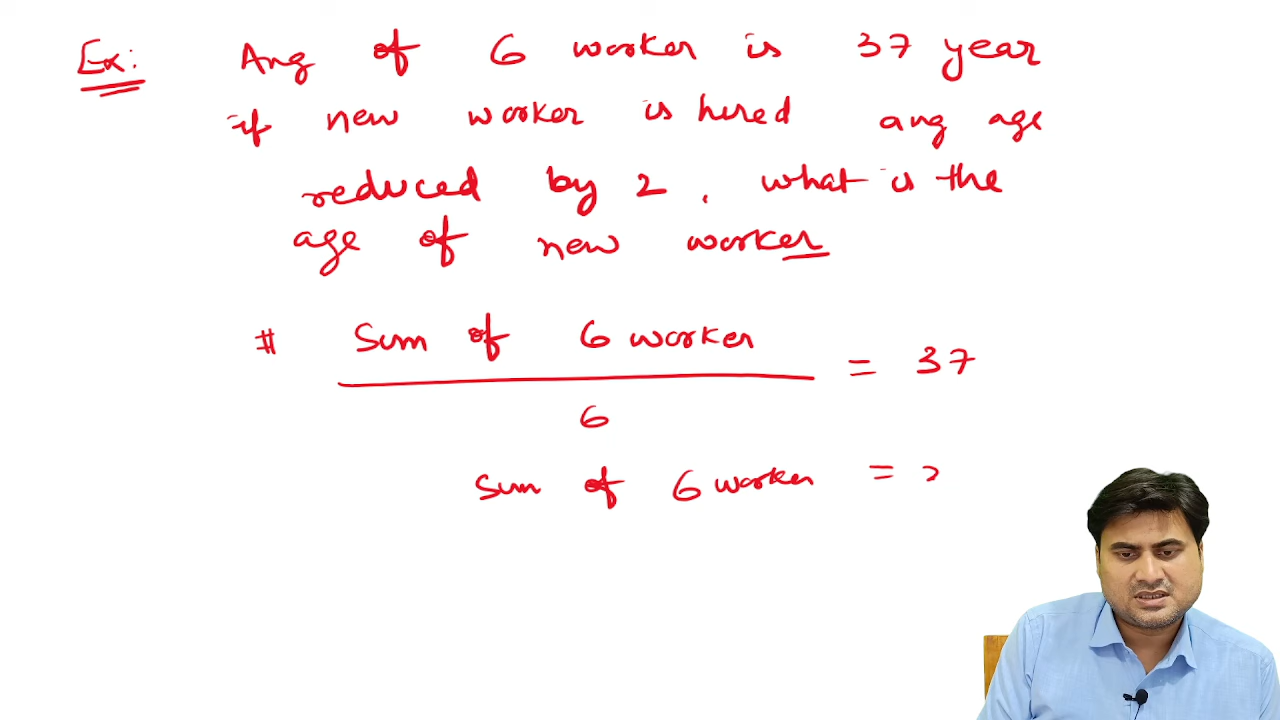 Ex: Avg of 6 worker is 37 year
if new worker is hired avg age
reduced by 2, what is the
age of new worker
# Sum of 6 worker
= 37
6
Sum of 6 worker = 2